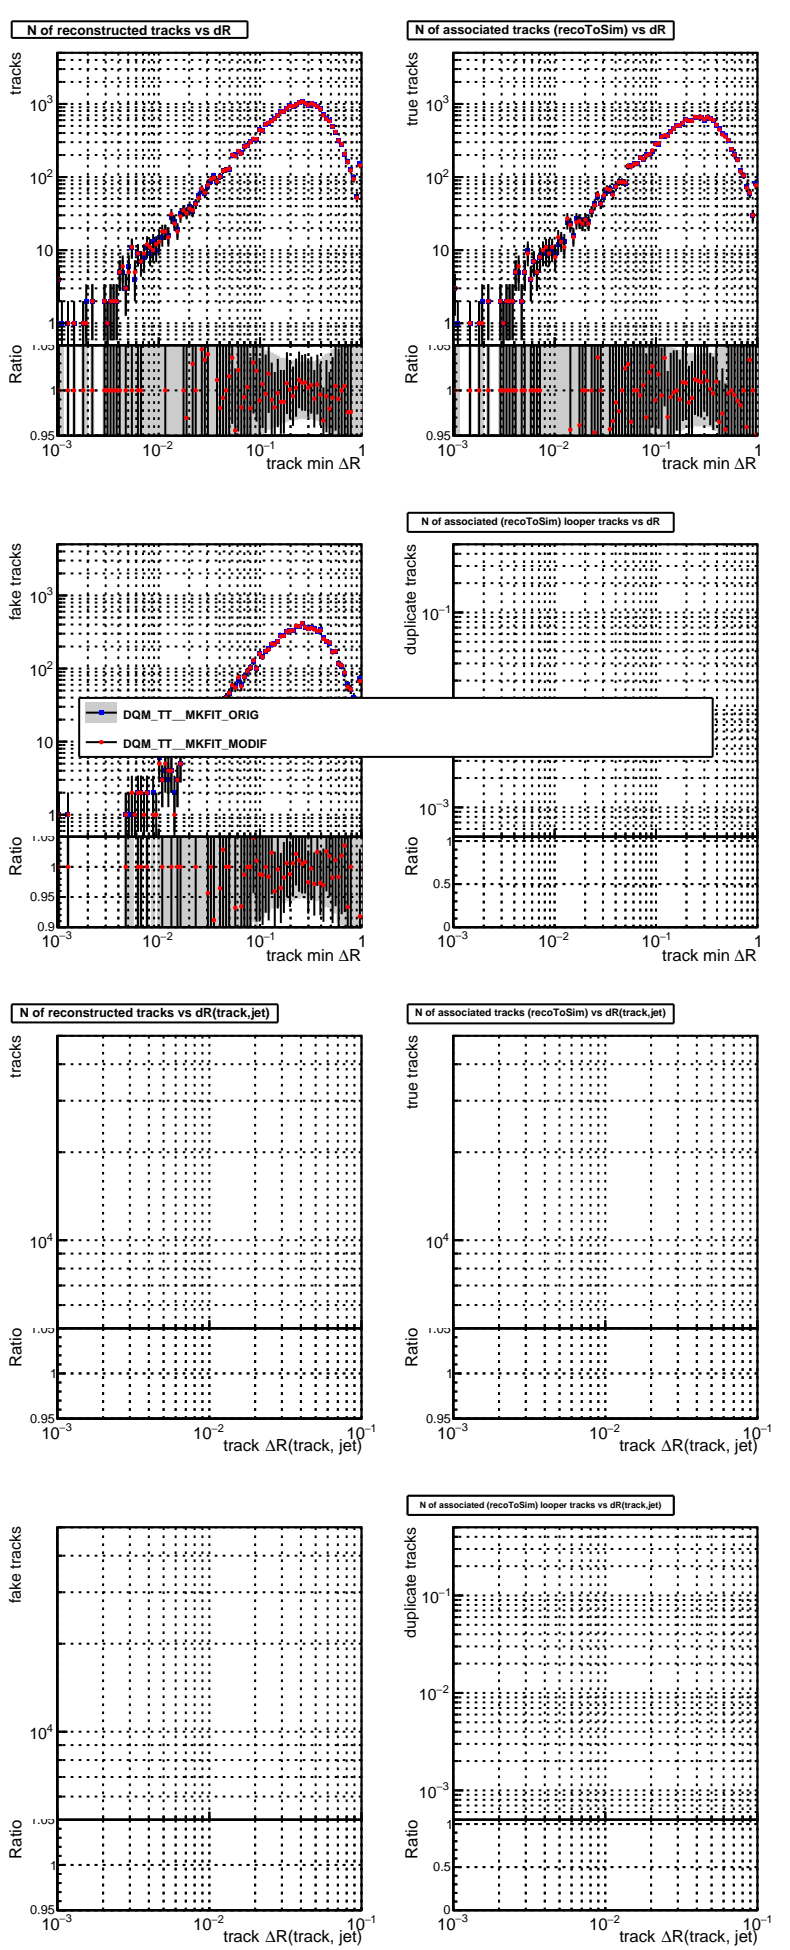 N of reconstructed tracks vs dR
tracks
10³
10²
10
1
1.05
Ratio
1
0.95
10⁻³
10⁻²
10⁻¹
1
track min ΔR
N of associated tracks (recoToSim) vs dR
true tracks
10³
10²
10
1
1.05
Ratio
1
0.95
10⁻³
10⁻²
10⁻¹
1
track min ΔR
fake tracks
10³
10²
10
1
1.05
Ratio
1
0.95
0.9
10⁻³
10⁻²
10⁻¹
1
track min ΔR
N of associated (recoToSim) looper tracks vs dR
duplicate tracks
10⁻¹
10⁻³
Ratio
1
0.5
0
10⁻³
10⁻²
10⁻¹
1
track min ΔR
DQM_TT__MKFIT_ORIG
DQM_TT__MKFIT_MODIF
N of reconstructed tracks vs dR(track,jet)
tracks
10⁴
1.05
Ratio
1
0.95
10⁻³
10⁻²
10⁻¹
track ΔR(track, jet)
N of associated tracks (recoToSim) vs dR(track,jet)
true tracks
10⁴
1.05
Ratio
1
0.95
10⁻³
10⁻²
10⁻¹
track ΔR(track, jet)
fake tracks
10⁴
1.05
Ratio
1
0.95
10⁻³
10⁻²
10⁻¹
track ΔR(track, jet)
N of associated (recoToSim) looper tracks vs dR(track,jet)
duplicate tracks
10⁻¹
10⁻²
10⁻³
Ratio
1
0.5
0
10⁻³
10⁻²
10⁻¹
track ΔR(track, jet)